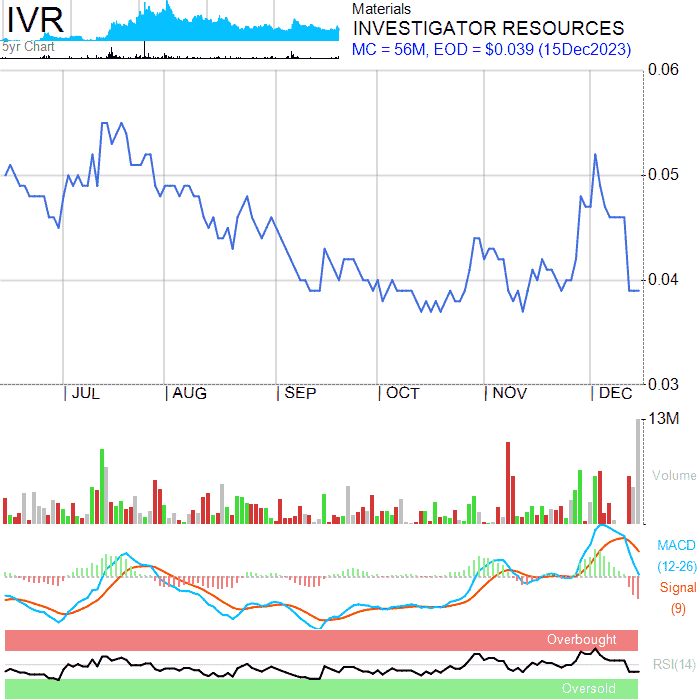 IVR
5yr Chart
Materials
INVESTIGATOR RESOURCES
MC = 56M, EOD = $0.039 (15Dec2023)
0.06
0.05
0.04
0.03
JUL AUG SEP OCT NOV DEC
13M
Volume
MACD
(12-26)
Signal
(9)
Overbought
RSI(14)
Oversold